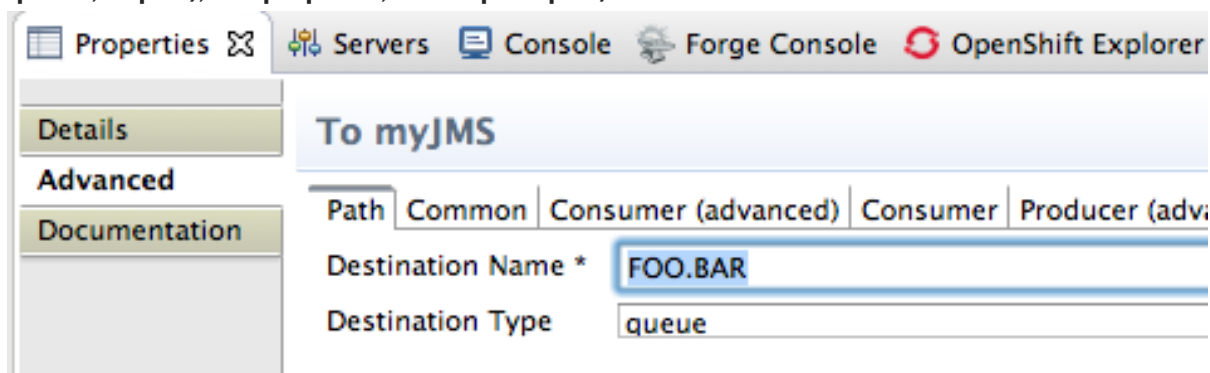 Properties Servers Console Forge Console OpenShift Explorer
Details
To myJMS
Advanced
Path Common Consumer (advanced) Consumer Producer
Documentation
Destination Name * FOO.BAR
Destination Type queue